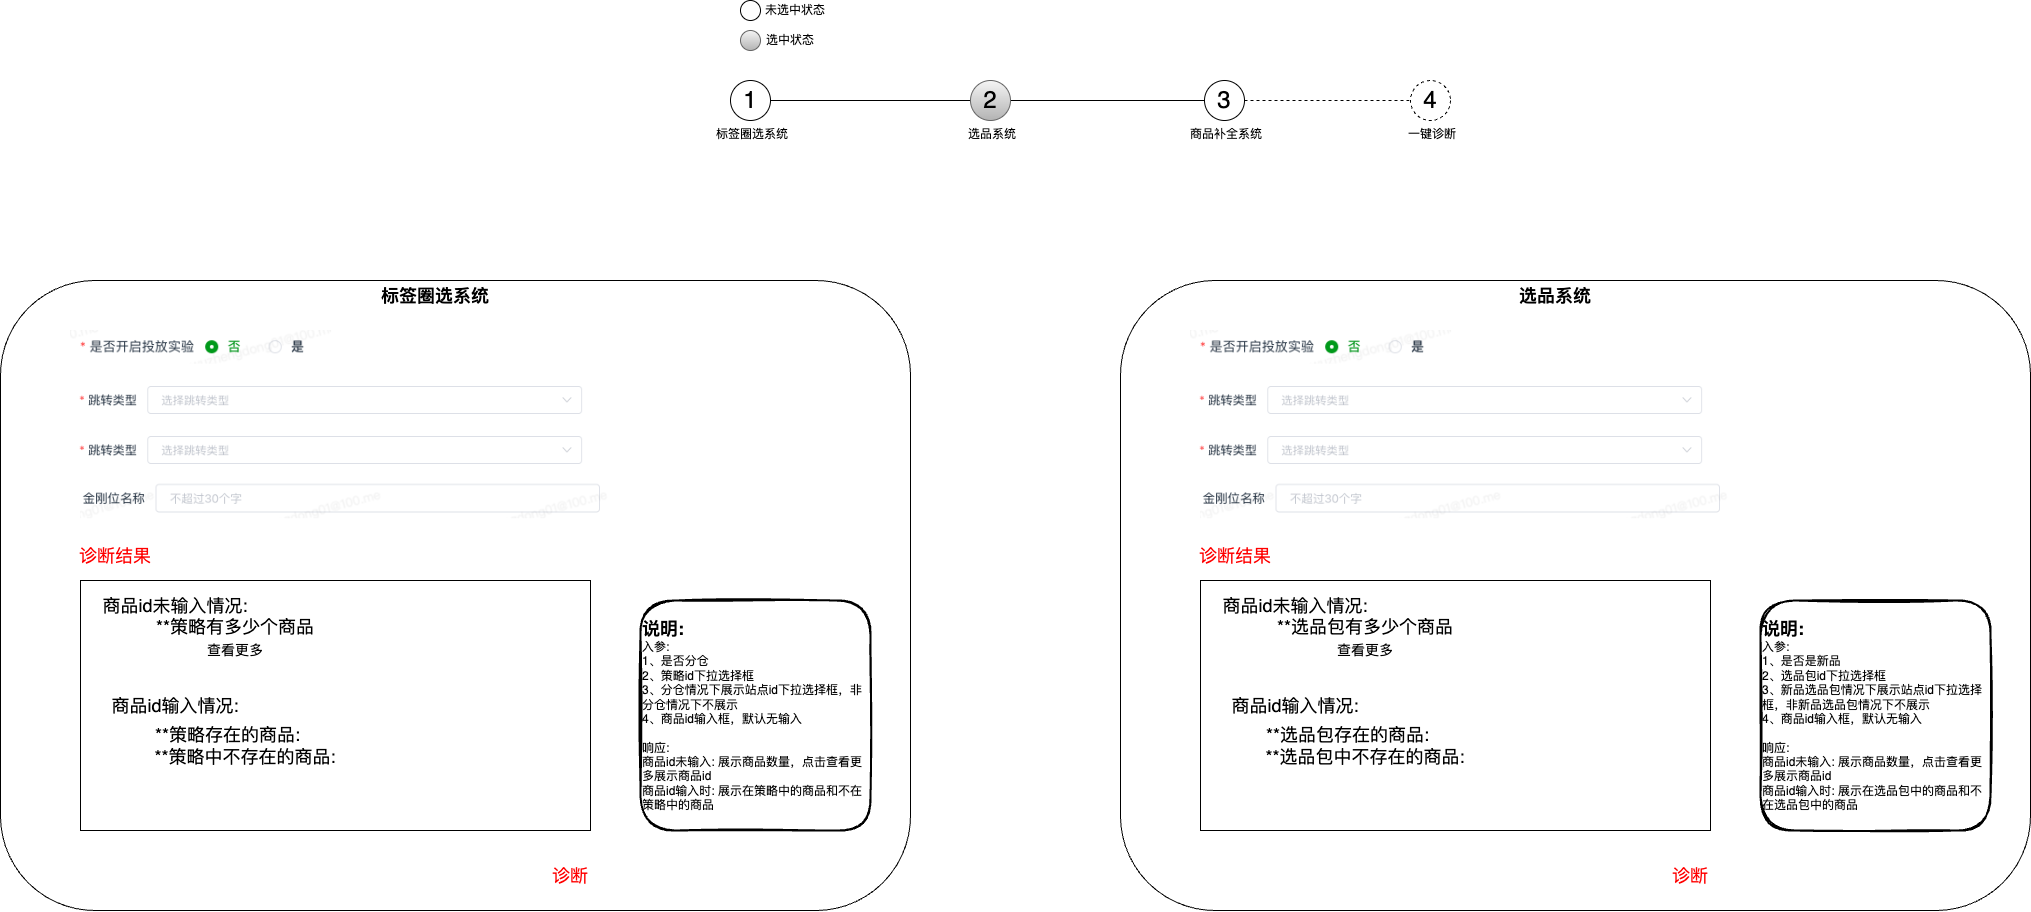 未选中状态
选中状态
1
2
3
4
标签圈选系统
选品系统
商品补全系统
一键诊断
标签圈选系统
* 是否开启投放实验 否 是
* 跳转类型 选择跳转类型
* 跳转类型 选择跳转类型
金刚位名称 不超过30个字
诊断结果
商品id未输入情况:
**策略有多少个商品
查看更多
商品id输入情况:
**策略存在的商品:
**策略中不存在的商品:
说明:
入参:
1、是否分仓
2、策略id下拉选择框
3、分仓情况下展示站点id下拉选择框，非
分仓情况下不展示
4、商品id输入框，默认无输入
响应:
商品id未输入: 展示商品数量，点击查看更
多展示商品id
商品id输入时: 展示在策略中的商品和不在
策略中的商品
诊断
选品系统
* 是否开启投放实验 否 是
* 跳转类型 选择跳转类型
* 跳转类型 选择跳转类型
金刚位名称 不超过30个字
诊断结果
商品id未输入情况:
**选品包有多少个商品
查看更多
商品id输入情况:
**选品包存在的商品:
**选品包中不存在的商品:
说明:
入参:
1、是否是新品
2、选品包id下拉选择框
3、新品选品包情况下展示站点id下拉选择
框，非新品选品包情况下不展示
4、商品id输入框，默认无输入
响应:
商品id未输入: 展示商品数量，点击查看更
多展示商品id
商品id输入时: 展示在选品包中的商品和不
在选品包中的商品
诊断